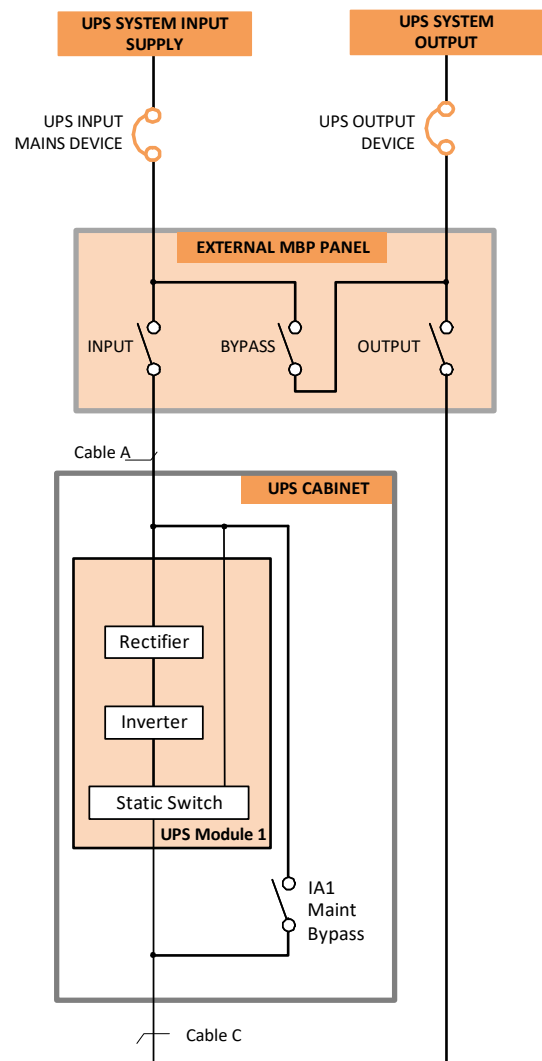 UPS SYSTEM INPUT
SUPPLY
UPS SYSTEM
OUTPUT
UPS INPUT
MAINS DEVICE
UPS OUTPUT
DEVICE
EXTERNAL MBP PANEL
INPUT
BYPASS
OUTPUT
Cable A
UPS CABINET
Rectifier
Inverter
Static Switch
UPS Module 1
IA1
Maint
Bypass
Cable C